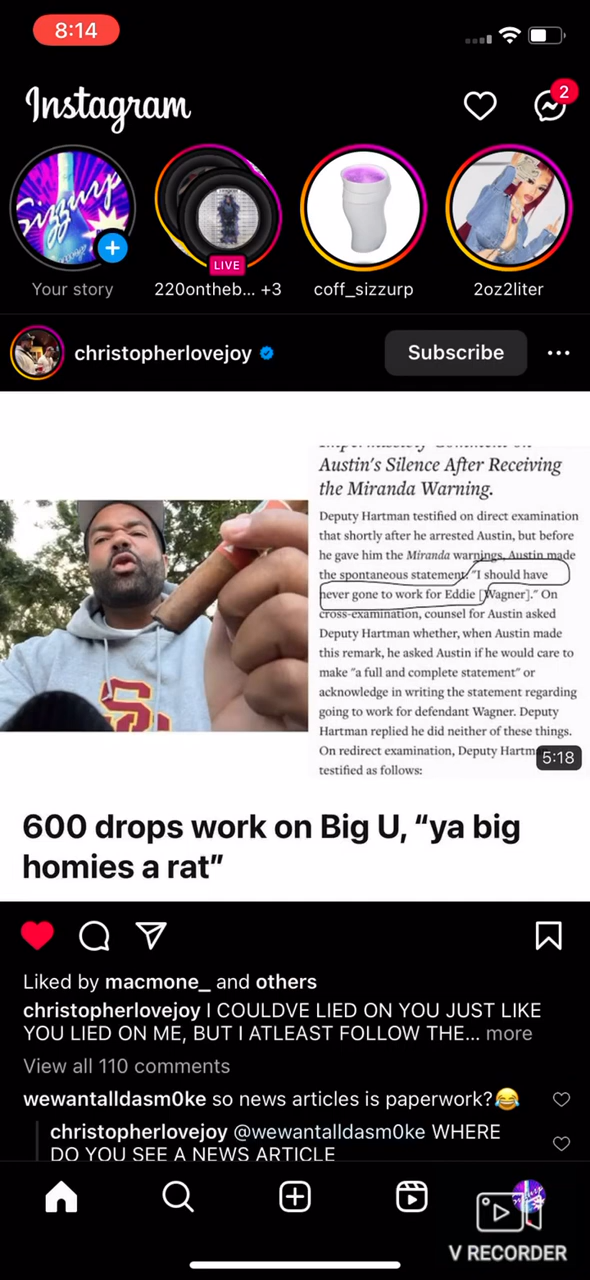 8:14
Instagram
2
Sizzurp
LIVE
Your story
220ontheb... +3
coff_sizzurp
2oz2liter
christopherlovejoy
Subscribe
Austin's Silence After Receiving
the Miranda Warning.
Deputy Hartman testified on direct examination
that shortly after he arrested Austin, but before
he gave him the Miranda warnings, Austin made
the spontaneous statement, "I should have
never gone to work for Eddie [Wagner]." On
cross-examination, counsel for Austin asked
Deputy Hartman whether, when Austin made
this remark, he asked Austin if he would care to
make "a full and complete statement" or
acknowledge in writing the statement regarding
going to work for defendant Wagner. Deputy
Hartman replied he did neither of these things.
On redirect examination, Deputy Hartm
testified as follows:
5:18
SC
600 drops work on Big U, “ya big
homies a rat”
Liked by macmone_ and others
christopherlovejoy I COULDVE LIED ON YOU JUST LIKE
YOU LIED ON ME, BUT I ATLEAST FOLLOW THE... more
View all 110 comments
wewantalldasm0ke so news articles is paperwork?😂
christopherlovejoy @wewantalldasm0ke WHERE
DO YOU SEE A NEWS ARTICLE
V RECORDER